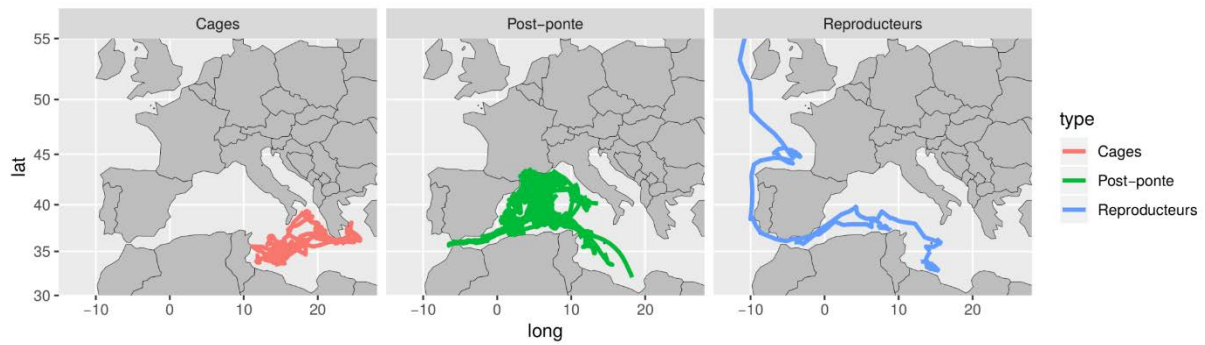 Cages
Post-ponte
Reproducteurs
lat
55
50
45
40
35
30
−10 0 10 20
−10 0 10 20
−10 0 10 20
long
type
Cages
Post-ponte
Reproducteurs